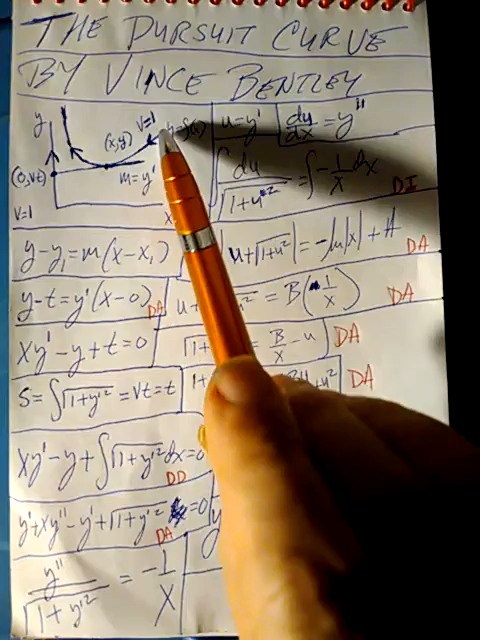 THE PURSUIT CURVE
BY VINCE BENTLEY
y
V=1
(x,y)
(0,vt)
m=y'
V=1
x
y-y₁=m(x-x₁)
y-t=y'(x-0) DA
xy'-y+t=0
S=∫√(1+y'²)=vt=t
xy'-y+∫√(1+y'²)dx=0
DD
y'+xy''-y'+√(1+y'²)=0
DA
y''/√(1+y'²) = -1/x
u=y'
du/√(1+u²) = ∫-1/x dx
DI
u+√(1+u²)|=-ln|x|+A
DA
= B(1/x)
DA
= B/x - u DA
DA